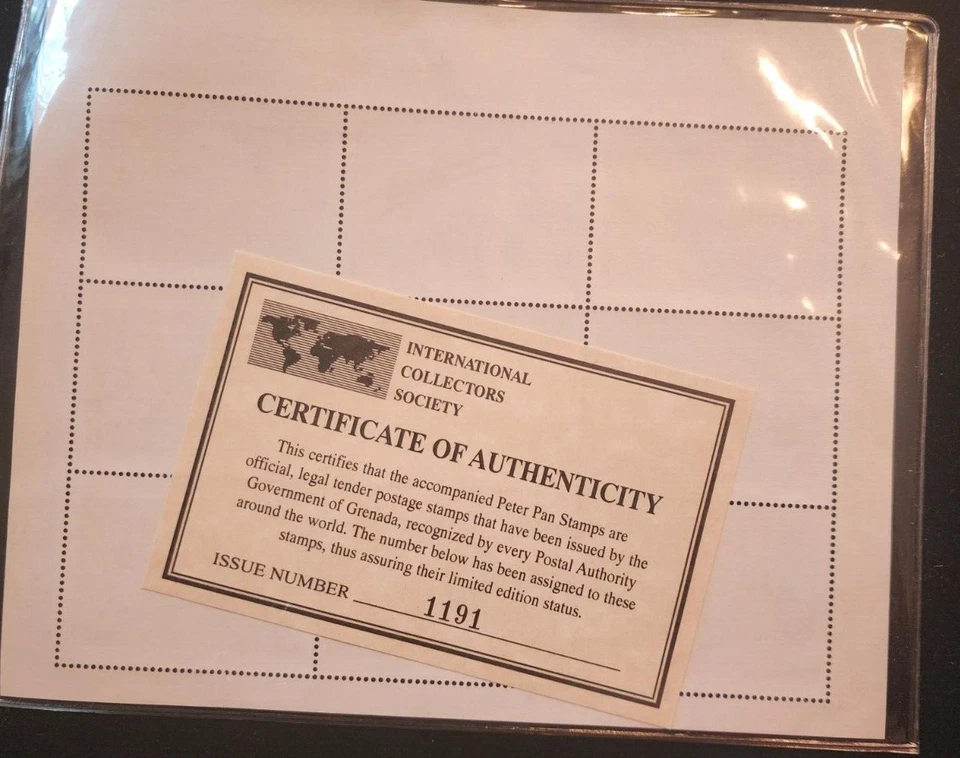 INTERNATIONAL
COLLECTORS
SOCIETY
CERTIFICATE OF AUTHENTICITY
This certifies that the accompanied Peter Pan Stamps are
official, legal tender postage stamps that have been issued by the
Government of Grenada, recognized by every Postal Authority
around the world. The number below has been assigned to these
stamps, thus assuring their limited edition status.
ISSUE NUMBER 1191